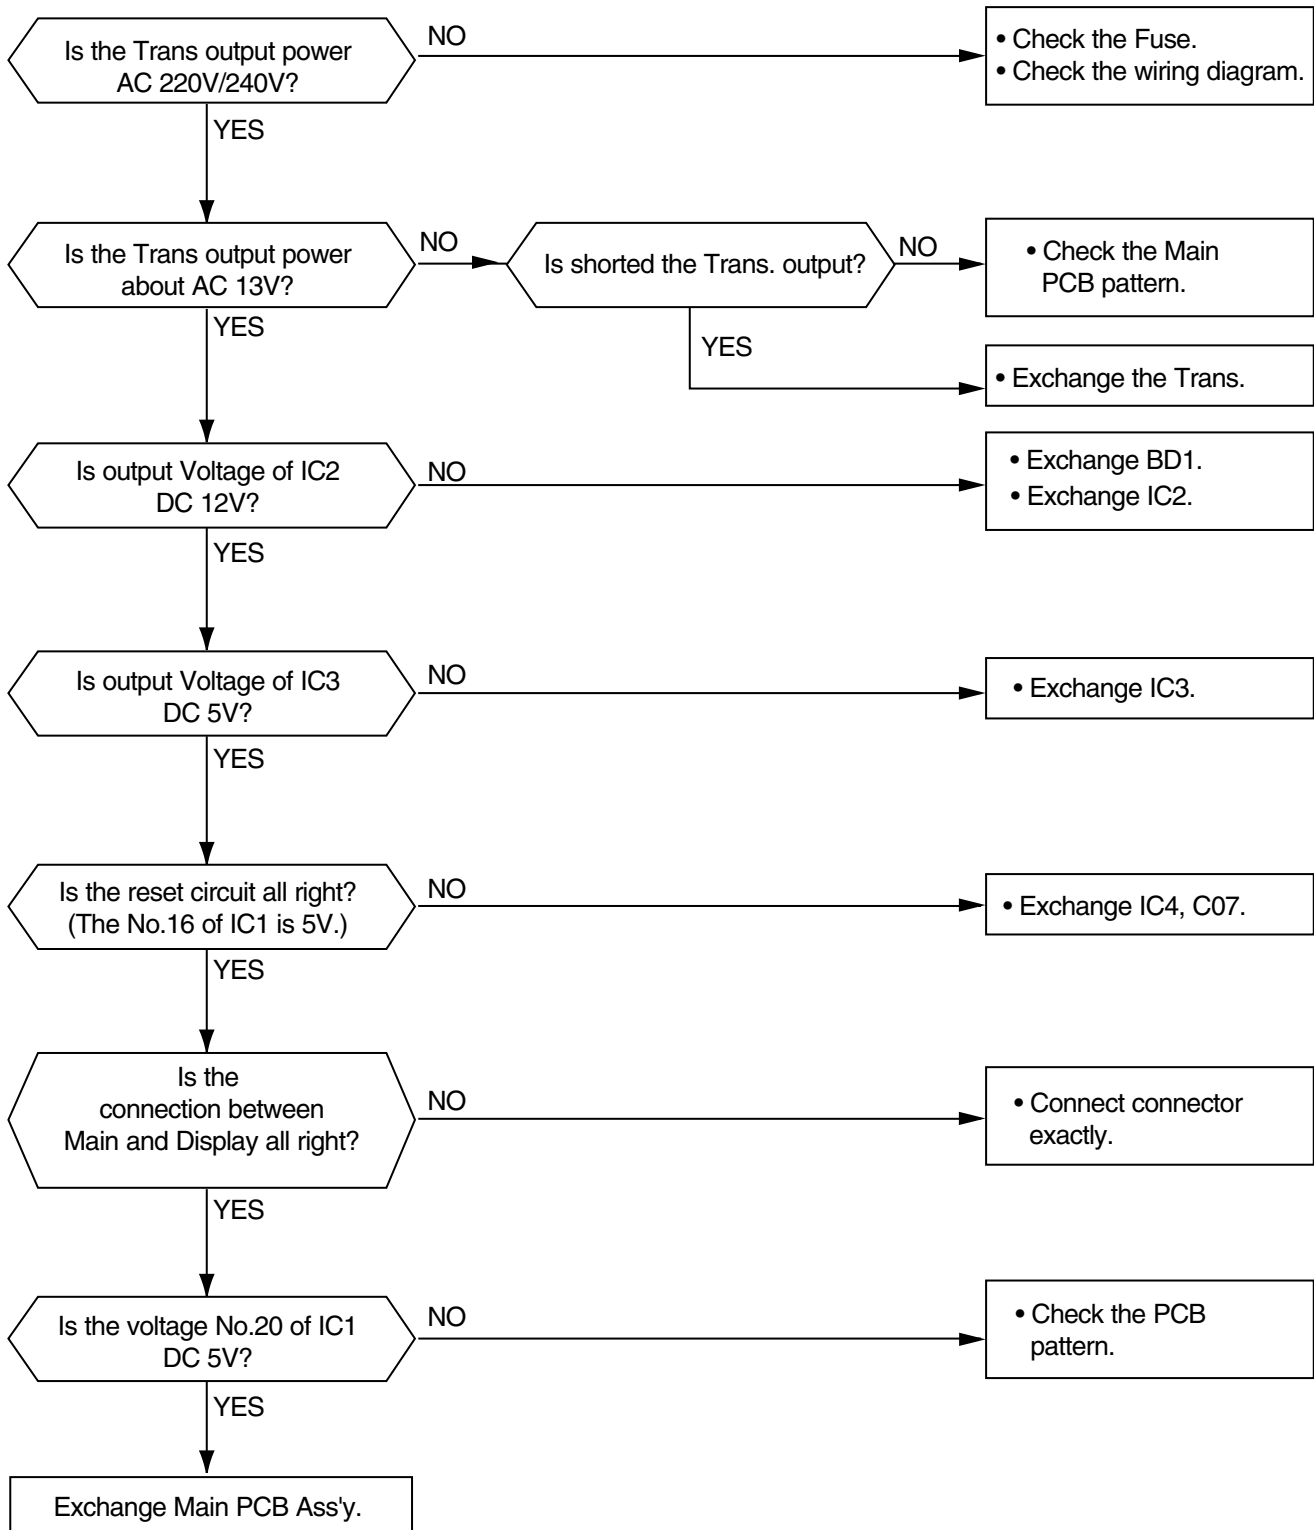 Is the Trans output power
AC 220V/240V?
NO
• Check the Fuse.
• Check the wiring diagram.
YES
Is the Trans output power
about AC 13V?
NO
Is shorted the Trans. output?
NO
• Check the Main
PCB pattern.
YES
YES
• Exchange the Trans.
Is output Voltage of IC2
DC 12V?
NO
• Exchange BD1.
• Exchange IC2.
YES
Is output Voltage of IC3
DC 5V?
NO
• Exchange IC3.
YES
Is the reset circuit all right?
(The No.16 of IC1 is 5V.)
NO
• Exchange IC4, C07.
YES
Is the
connection between
Main and Display all right?
NO
• Connect connector
exactly.
YES
Is the voltage No.20 of IC1
DC 5V?
NO
• Check the PCB
pattern.
YES
Exchange Main PCB Ass'y.